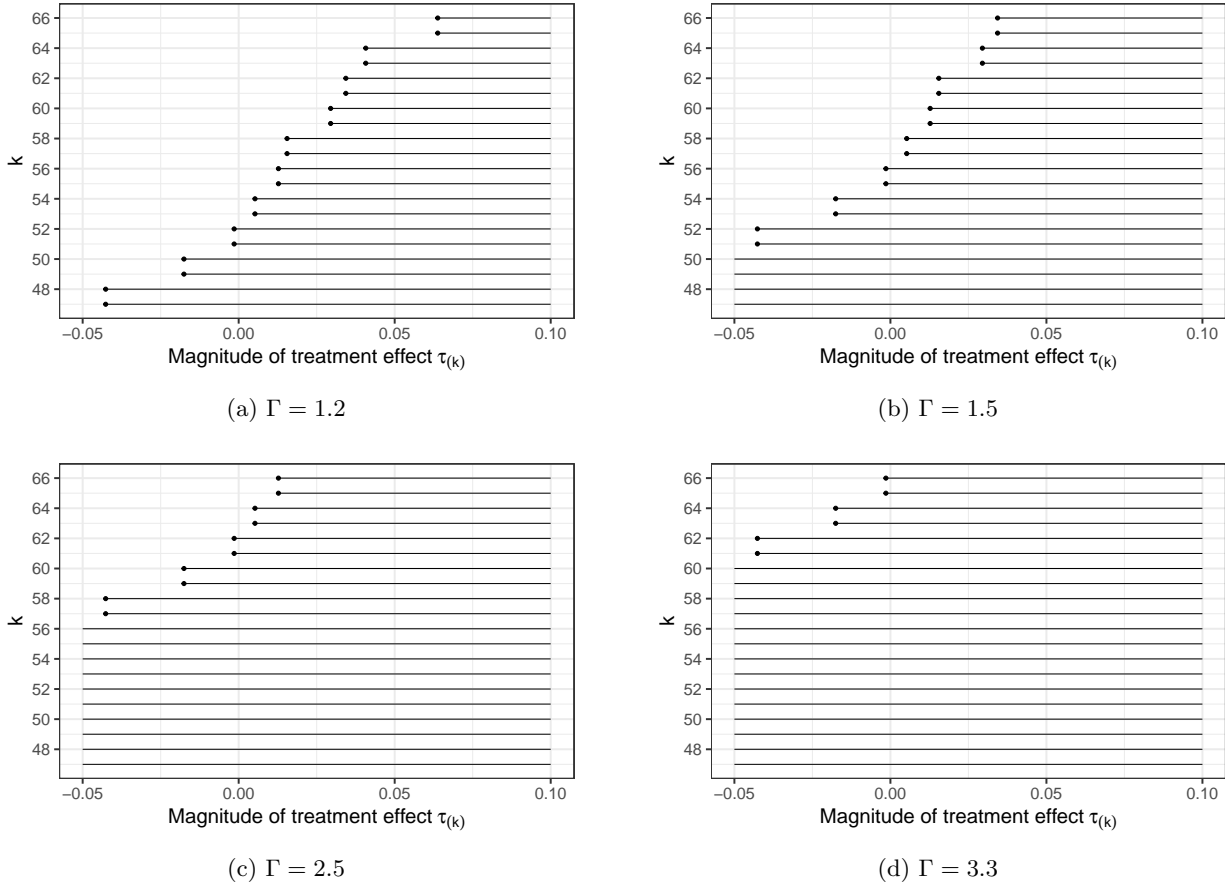 66
64
62
60
58
56
54
52
50
48
k
−0.05 0.00 0.05 0.10
Magnitude of treatment effect τ(k)
(a) Γ = 1.2
66
64
62
60
58
56
54
52
50
48
k
−0.05 0.00 0.05 0.10
Magnitude of treatment effect τ(k)
(b) Γ = 1.5
66
64
62
60
58
56
54
52
50
48
k
−0.05 0.00 0.05 0.10
Magnitude of treatment effect τ(k)
(c) Γ = 2.5
66
64
62
60
58
56
54
52
50
48
k
−0.05 0.00 0.05 0.10
Magnitude of treatment effect τ(k)
(d) Γ = 3.3